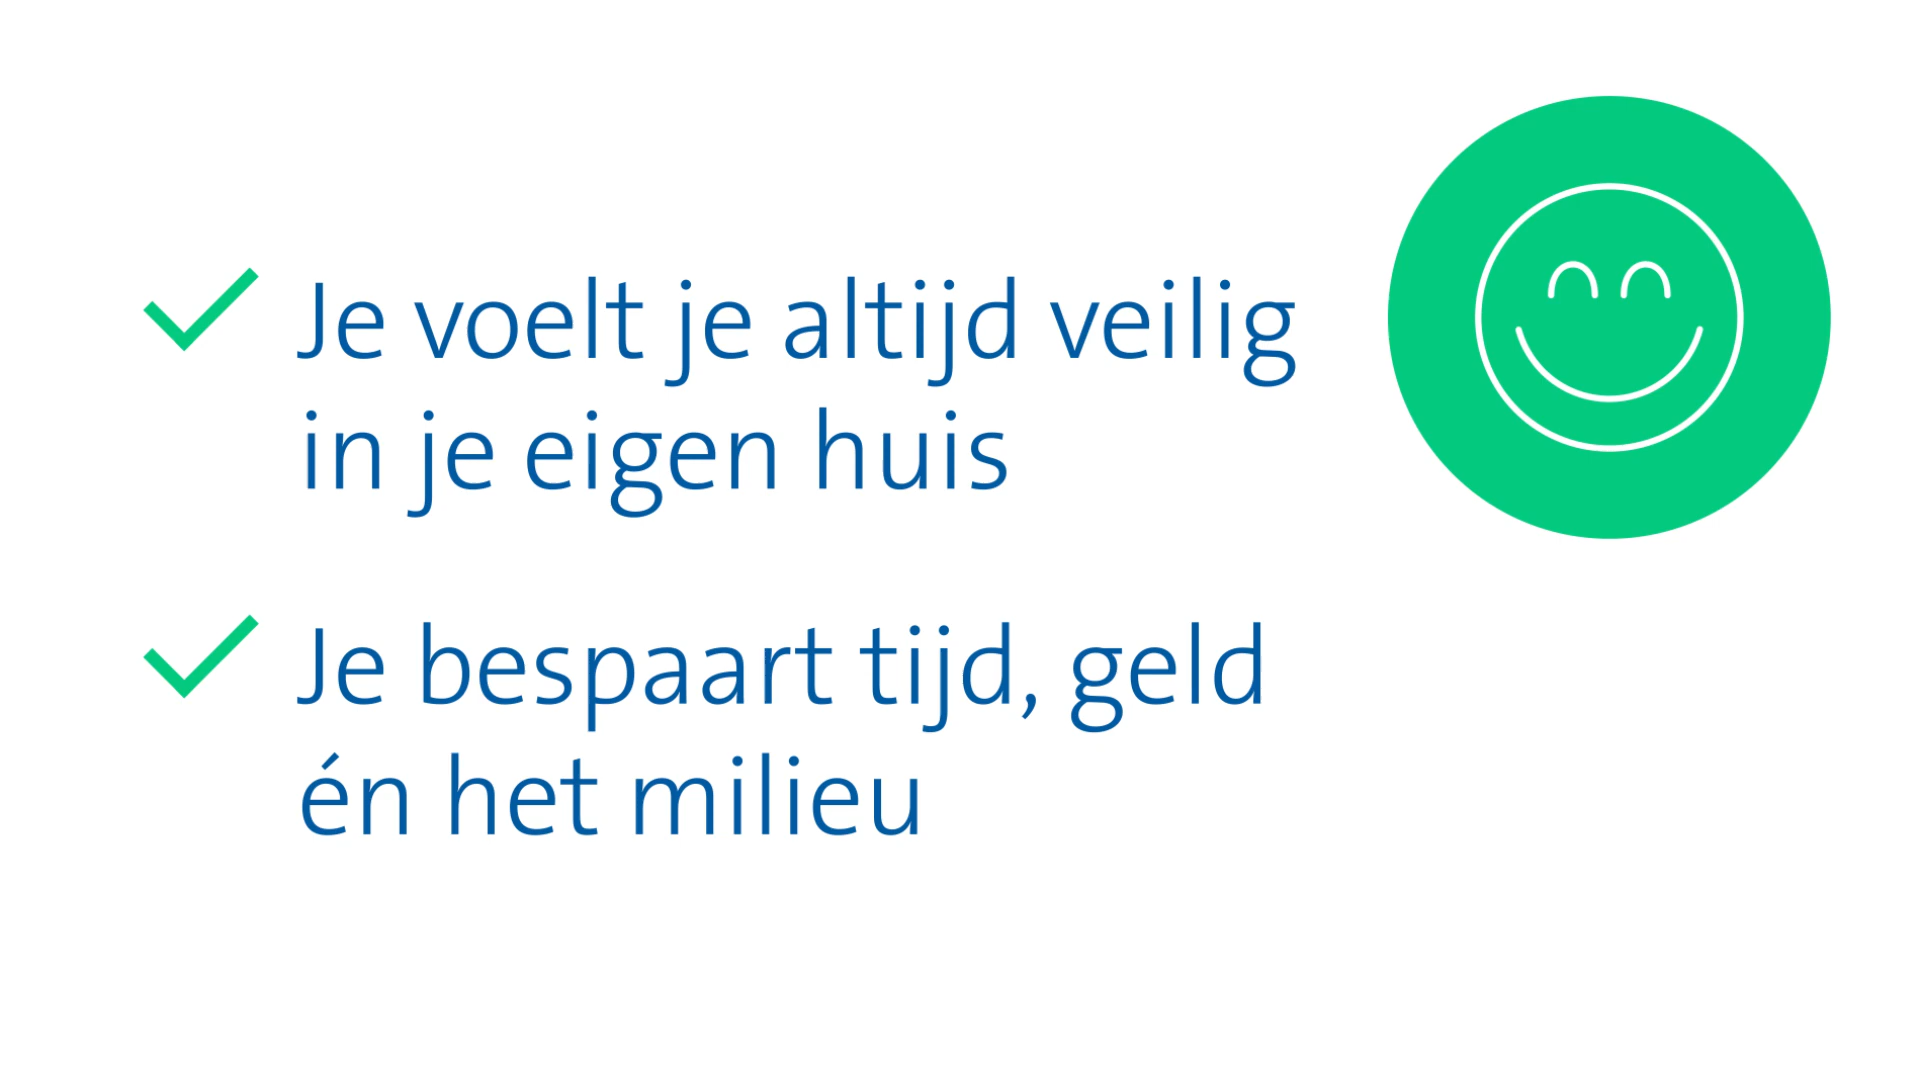 Je voelt je altijd veilig
in je eigen huis
Je bespaart tijd, geld
én het milieu